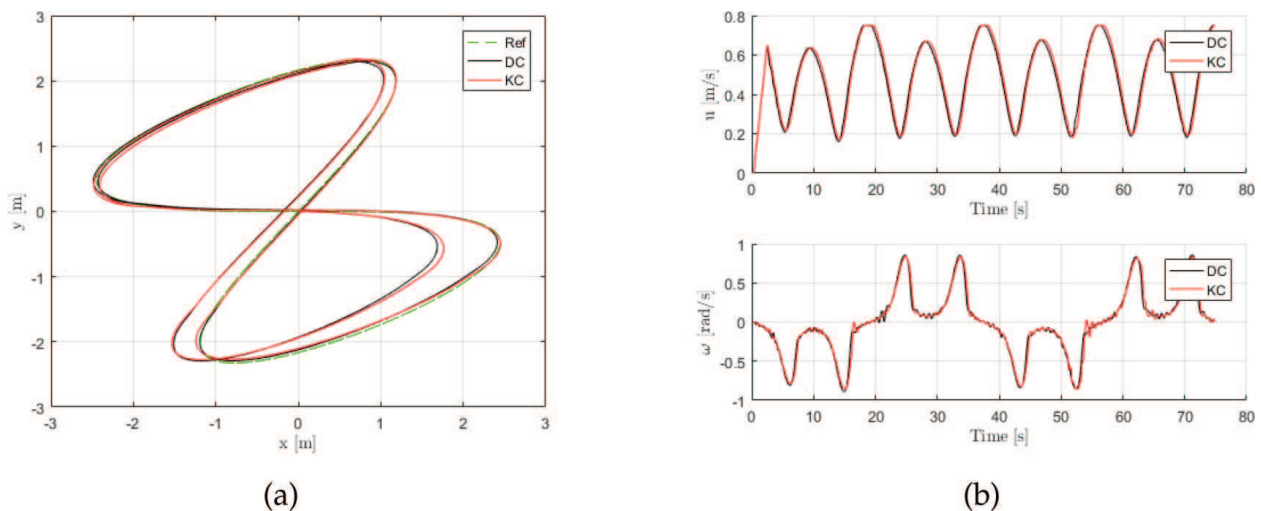 3
2
1
0
-1
-2
-3
y [m]
-3 -2 -1 0 1 2 3
x [m]
Ref
DC
KC
(a)
0.8
0.6
0.4
0.2
0
u [m/s]
DC
KC
0 10 20 30 40 50 60 70 80
Time [s]
1
0.5
0
-0.5
-1
ω [rad/s]
DC
KC
0 10 20 30 40 50 60 70 80
Time [s]
(b)